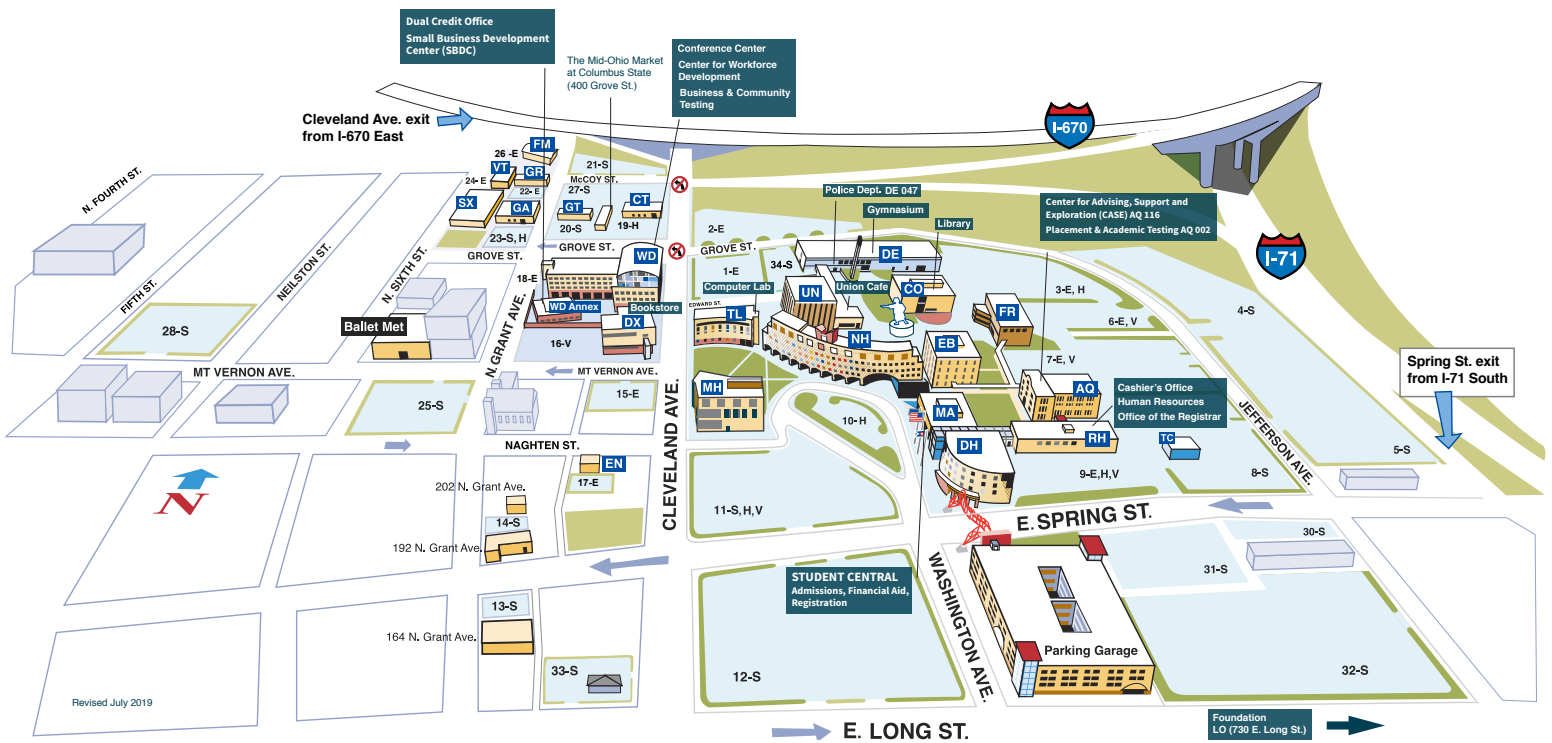 Dual Credit Office
Small Business Development
Center (SBDC)
The Mid-Ohio Market
at Columbus State
(400 Grove St.)
Conference Center
Center for Workforce
Development
Business & Community
Testing
Cleveland Ave. exit
from I-670 East
I-670
I-71
Spring St. exit
from I-71 South
FM
26 -E
VT
GR
24- E
22- E
SX
GA
23-S, H
21-S
McCOY ST.
27-S
GT
CT
20-S
19-H
GROVE ST.
GROVE ST.
GROVE ST.
WD
18-E
WD Annex
Bookstore
DX
16-V
2-E
1-E
34-S
Police Dept. DE 047
Gymnasium
Library
Center for Advising, Support and
Exploration (CASE) AQ 116
Placement & Academic Testing AQ 002
DE
CO
UN
Union Cafe
Computer Lab
EDWARD ST.
TL
NH
EB
FR
3-E, H
6-E, V
7-E, V
4-S
N. FOURTH ST.
FIFTH ST.
NEILSTON ST.
N. SIXTH ST.
N. GRANT AVE.
28-S
Ballet Met
MT VERNON AVE.
MT VERNON AVE.
25-S
15-E
NAGHTEN ST.
CLEVELAND AVE.
MH
10- H
MA
AQ
Cashier's Office
Human Resources
Office of the Registrar
DH
RH
TC
JEFFERSON AVE.
5-S
8-S
9-E,H,V
11-S, H,V
E. SPRING ST.
N
EN
17-E
202 N. Grant Ave.
14-S
192 N. Grant Ave.
13-S
164 N. Grant Ave.
33-S
STUDENT CENTRAL
Admissions, Financial Aid,
Registration
WASHINGTON AVE.
12-S
30-S
31-S
Parking Garage
32-S
Revised July 2019
E. LONG ST.
Foundation
LO (730 E. Long St.)